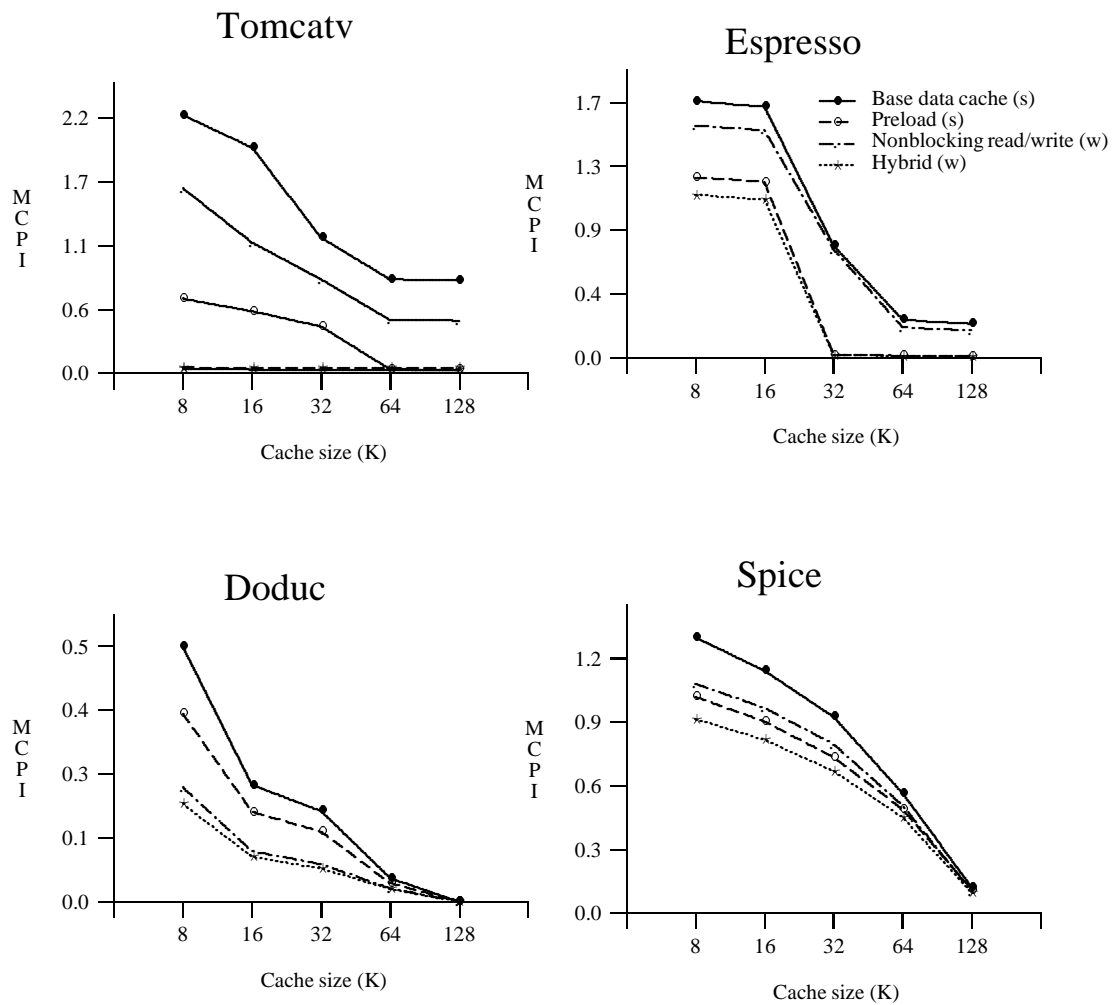 Tomcatv
2.2
1.7
1.1
0.6
0.0
M
C
P
I
8 16 32 64 128
Cache size (K)
Espresso
1.7
1.3
0.9
0.4
0.0
M
C
P
I
Base data cache (s)
Preload (s)
Nonblocking read/write (w)
Hybrid (w)
8 16 32 64 128
Cache size (K)
Doduc
0.5
0.4
0.3
0.1
0.0
M
C
P
I
8 16 32 64 128
Cache size (K)
Spice
1.2
0.9
0.6
0.3
0.0
M
C
P
I
8 16 32 64 128
Cache size (K)